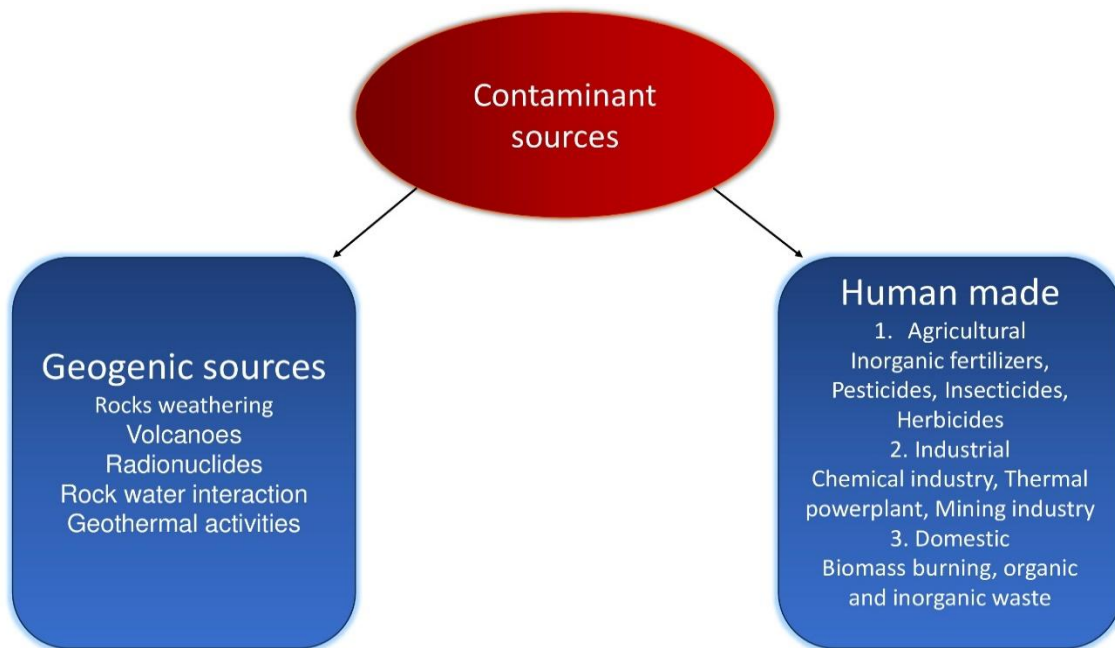 Contaminant
sources
Geogenic sources
Rocks weathering
Volcanoes
Radionuclides
Rock water interaction
Geothermal activities
Human made
1. Agricultural
Inorganic fertilizers,
Pesticides, Insecticides,
Herbicides
2. Industrial
Chemical industry, Thermal
powerplant, Mining industry
3. Domestic
Biomass burning, organic
and inorganic waste